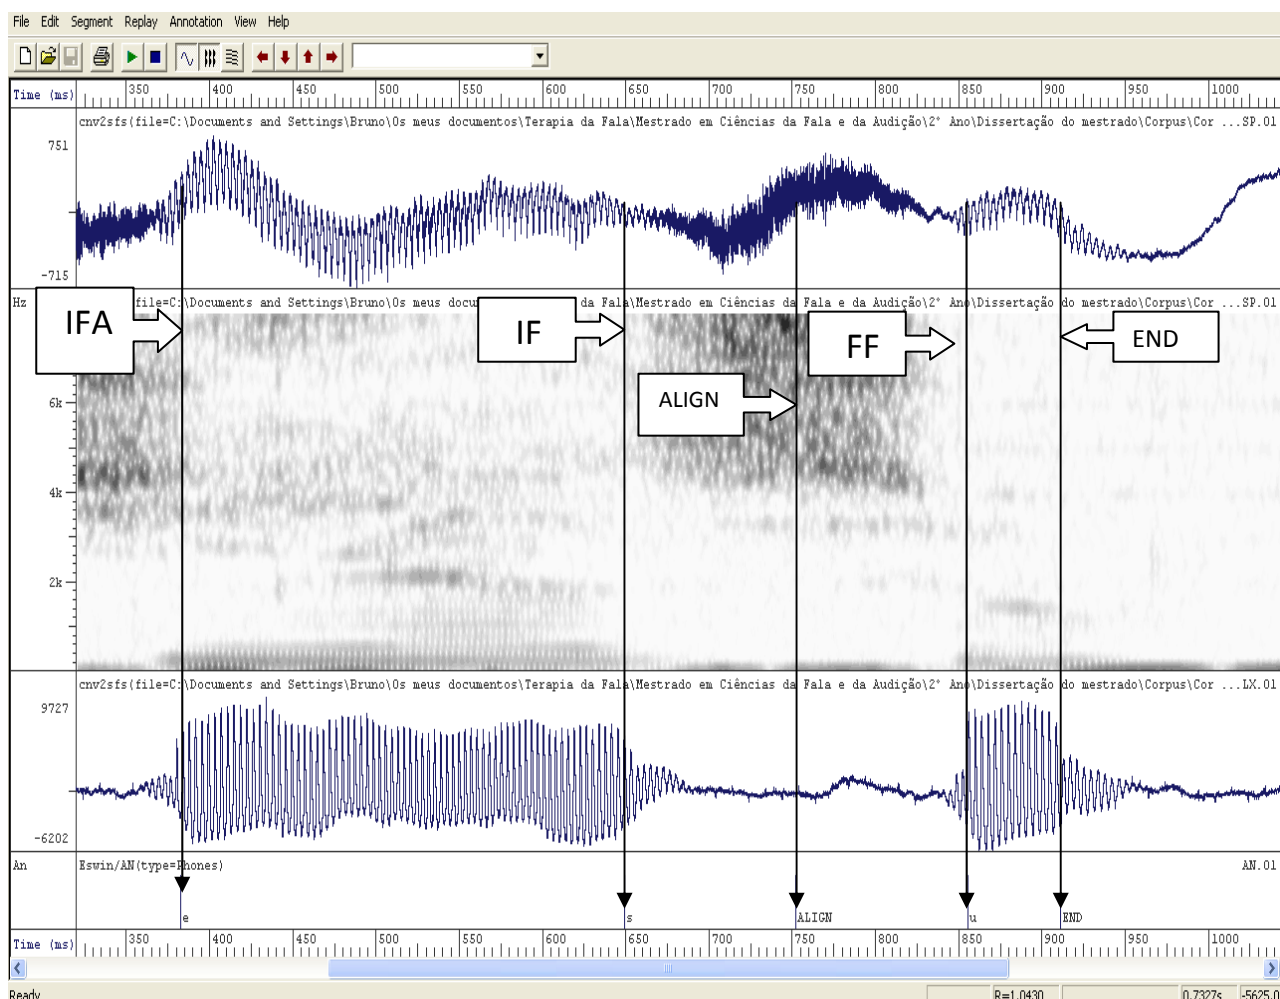 File Edit Segment Replay Annotation View Help
Time (ms) 350 400 450 500 550 600 650 700 750 800 850 900 950 1000
cnv2sfs(file=C:\Documents and Settings\Bruno\Os meus documentos\Terapia da Fala\Mestrado em Ciências da Fala e da Audição\2° Ano\Dissertação do mestrado\Corpus\Cor ...SP.01
751
-715
Hz file=C:\Documents and Settings\Bruno\Os meus da Fala\Mestrado em Ciências da Fala e da Audição\2° Ano\Dissertação do mestrado\Corpus\Cor ...SP.01
IFA
IF
FF
END
ALIGN
6k
4k
2k
cnv2sfs(file=C:\Documents and Settings\Bruno\Os meus documentos\Terapia da Fala\Mestrado em Ciências da Fala e da Audição\2° Ano\Dissertação do mestrado\Corpus\Cor ...LX.01
9727
-6202
An Eswin/AN(type=Phones) AN.01
e s ALIGN u END
Time (ms) 350 400 450 500 550 600 650 700 750 800 850 900 950 1000
Ready R=1.0430 0.7327s -5625.0